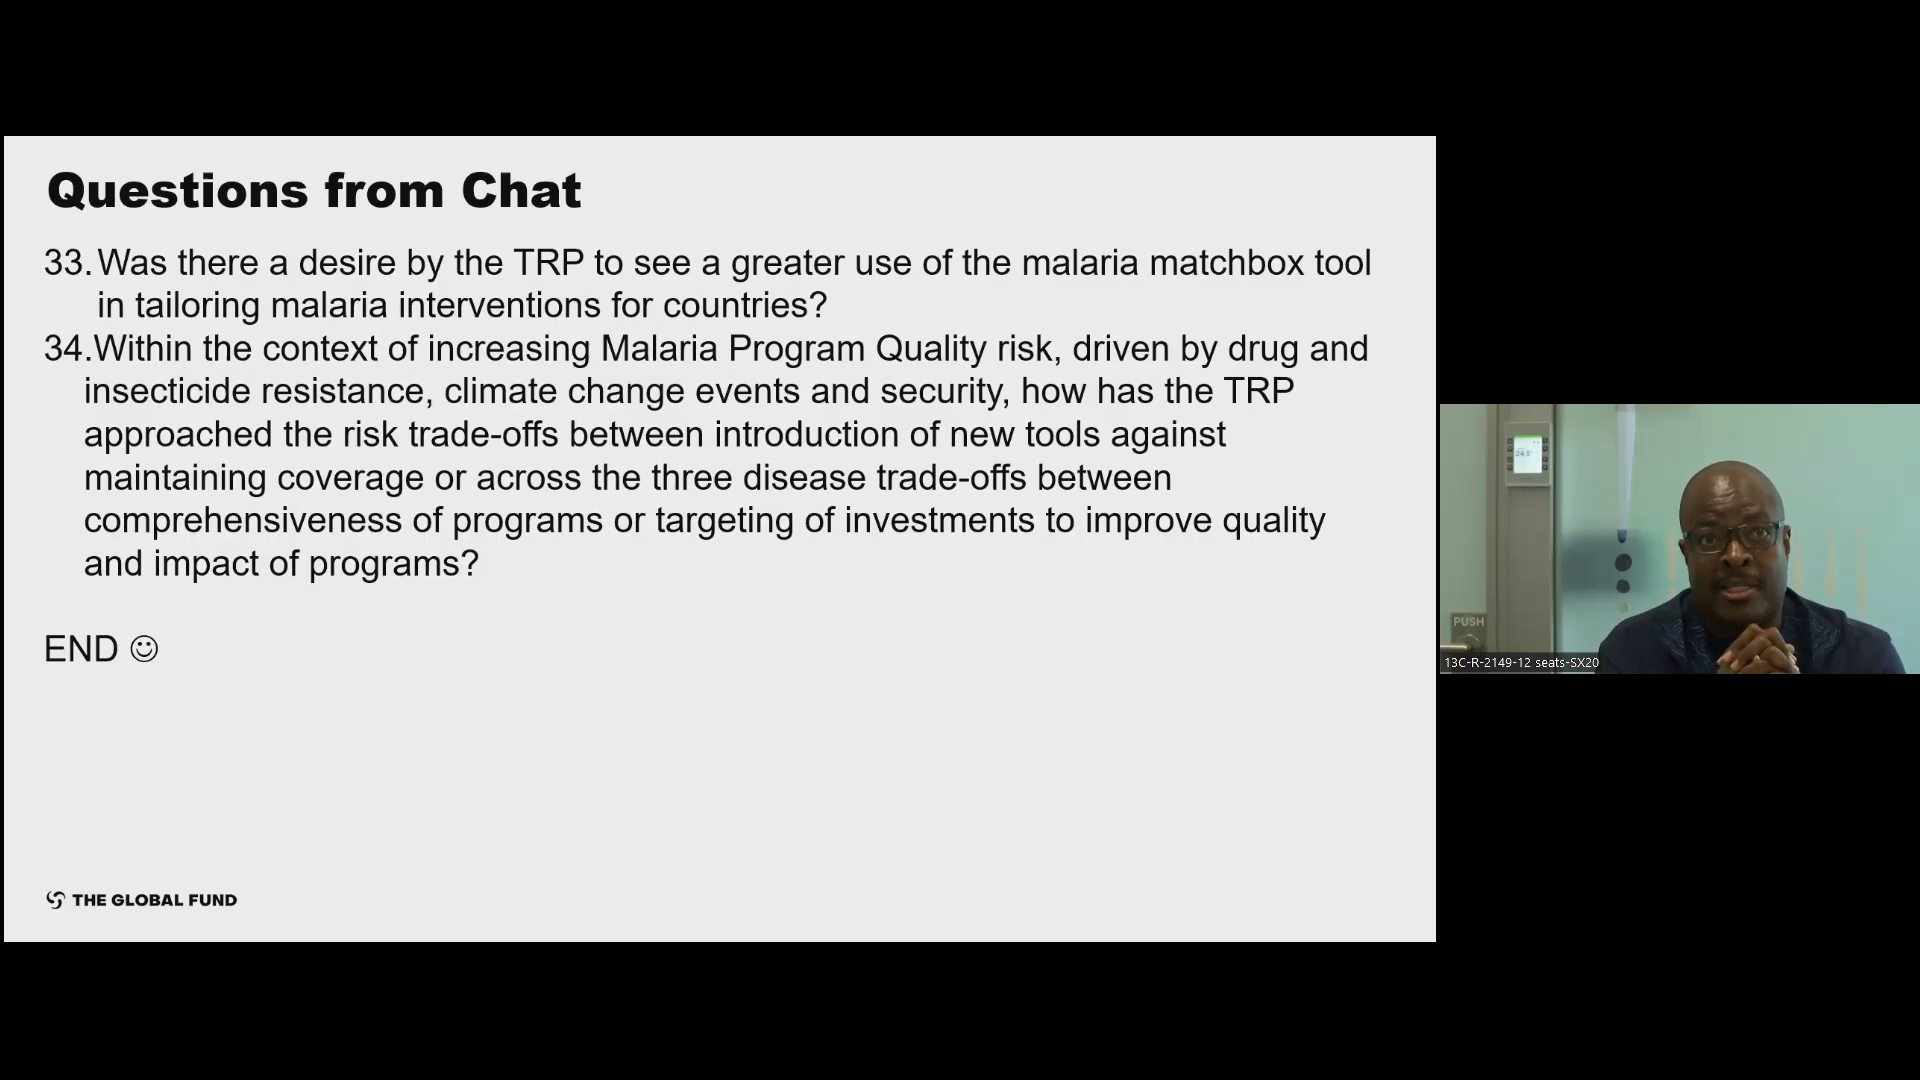 Questions from Chat
33. Was there a desire by the TRP to see a greater use of the malaria matchbox tool
in tailoring malaria interventions for countries?
34.Within the context of increasing Malaria Program Quality risk, driven by drug and
insecticide resistance, climate change events and security, how has the TRP
approached the risk trade-offs between introduction of new tools against
maintaining coverage or across the three disease trade-offs between
comprehensiveness of programs or targeting of investments to improve quality
and impact of programs?
END ☺
THE GLOBAL FUND
24.5°
PUSH
13C-R-2149-12 seats-SX20